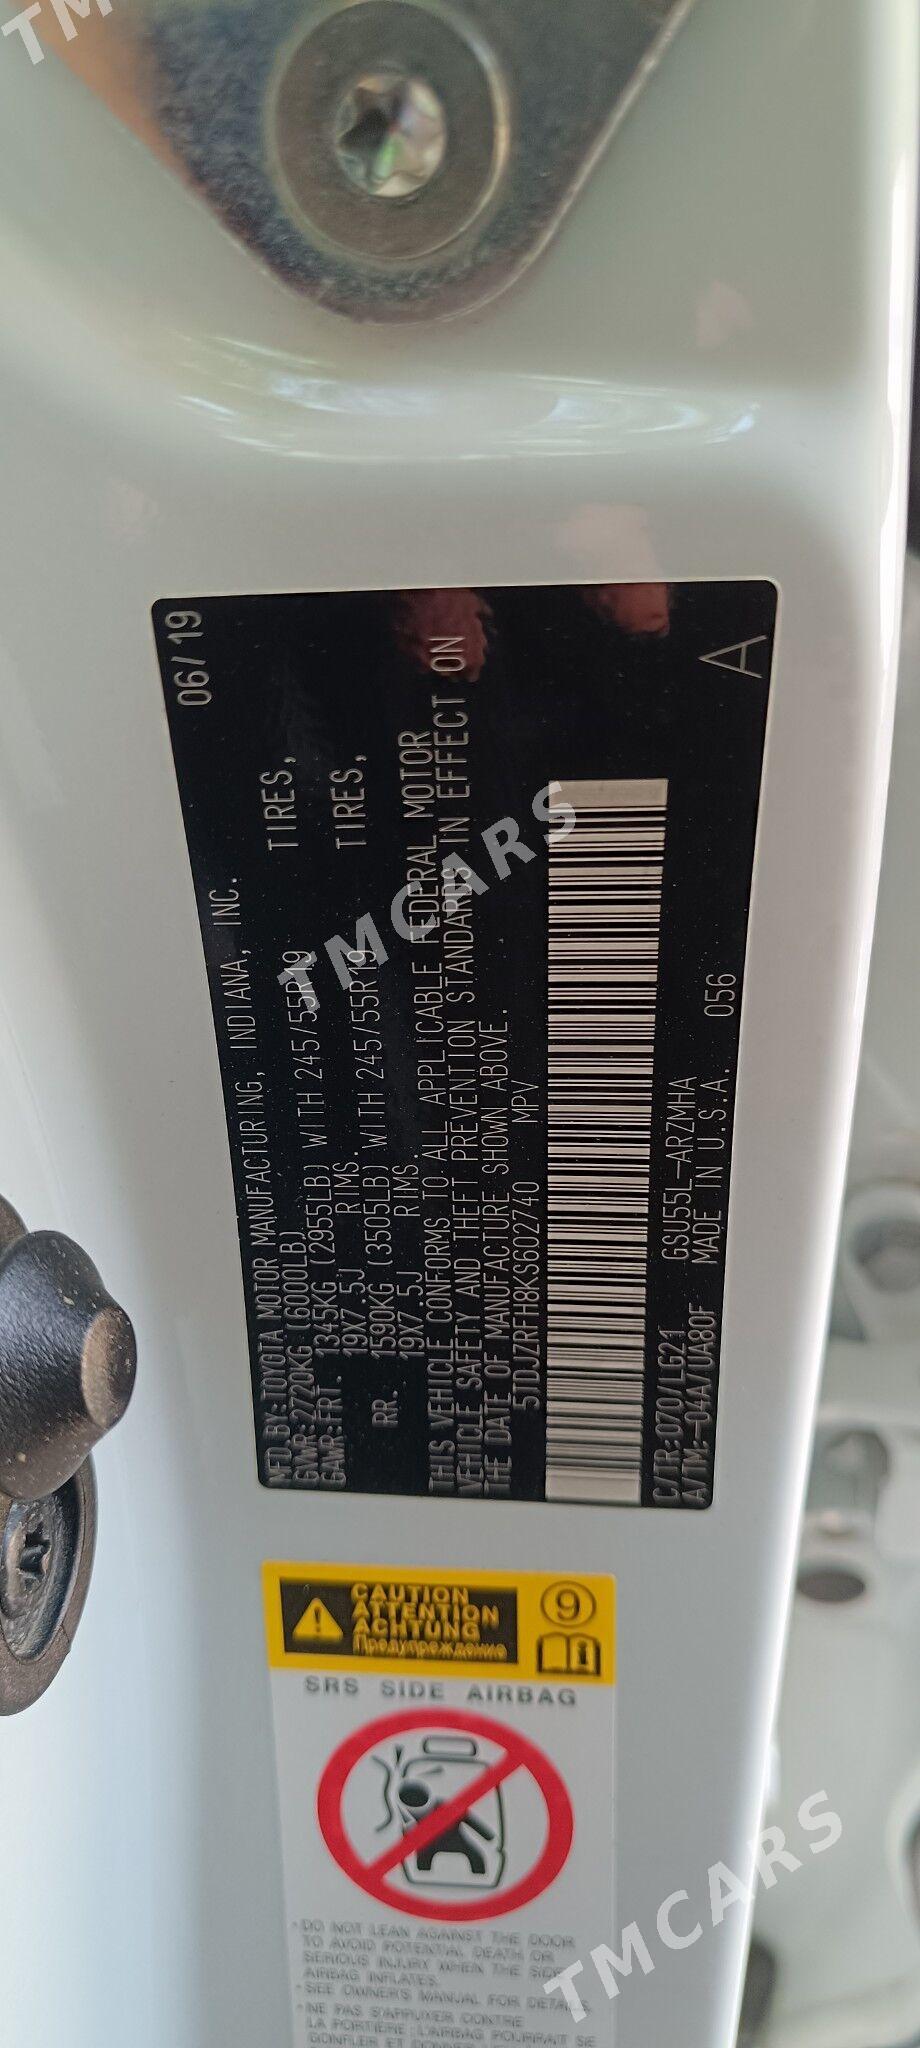 MFD.BY:TOYOTA MOTOR MANUFACTURING, INDIANA, INC. 06/19
GVWR:2720KG (6000LB)
GAWR:FRT. 1345KG (2955LB) WITH 245/55R19 TIRES,
19X7.5J RIMS.
RR. 1590KG (3505LB) WITH 245/55R19 TIRES,
19X7.5J RIMS.
THIS VEHICLE CONFORMS TO ALL APPLICABLE FEDERAL MOTOR
VEHICLE SAFETY AND THEFT PREVENTION STANDARDS IN EFFECT ON
THE DATE OF MANUFACTURE SHOWN ABOVE.
5TDJZRFH8KS602740 MPV
C/TR:070/LG21 GSU55L-ARZMHA 056
A/TM:-04A/UA80F MADE IN U.S.A. A
CAUTION
ATTENTION
ACHTUNG
Предупреждение
9
SRS SIDE AIRBAG
•DO NOT LEAN AGAINST THE DOOR
TO AVOID POTENTIAL DEATH OR
SERIOUS INJURY WHEN THE SIDE
AIRBAG INFLATES.
•SEE OWNER'S MANUAL FOR DETAILS.
•NE PAS S'APPUYER CONTRE
LA PORTIÈRE : L'AIRBAG POURRAIT SE
TMCARS
TMCARS